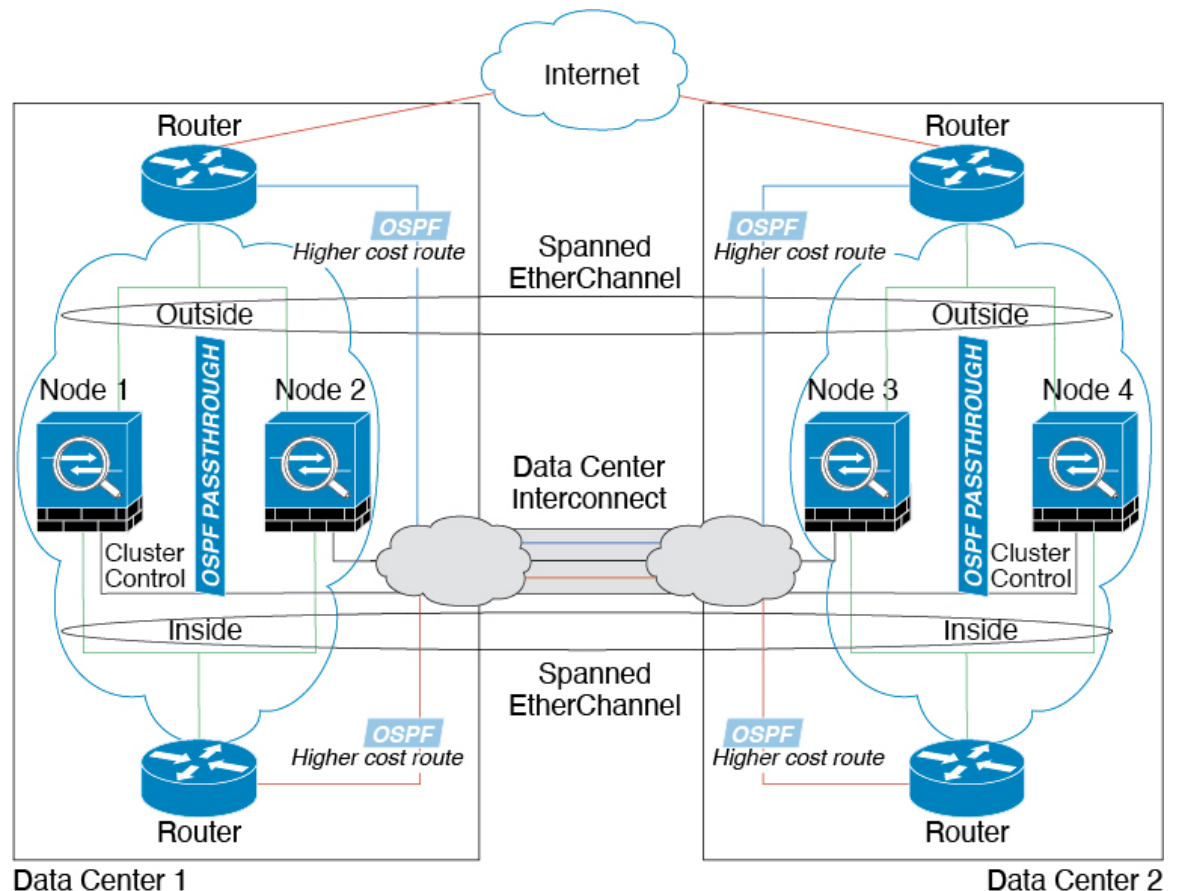 Internet
Router
Router
OSPF
Higher cost route
OSPF
Higher cost route
Spanned
EtherChannel
Outside
Outside
Node 1
OSPF PASSTHROUGH
Node 2
Node 3
OSPF PASSTHROUGH
Node 4
Data Center
Interconnect
Cluster
Control
Cluster
Control
Inside
Inside
Spanned
EtherChannel
OSPF
Higher cost route
OSPF
Higher cost route
Router
Router
Data Center 1
Data Center 2